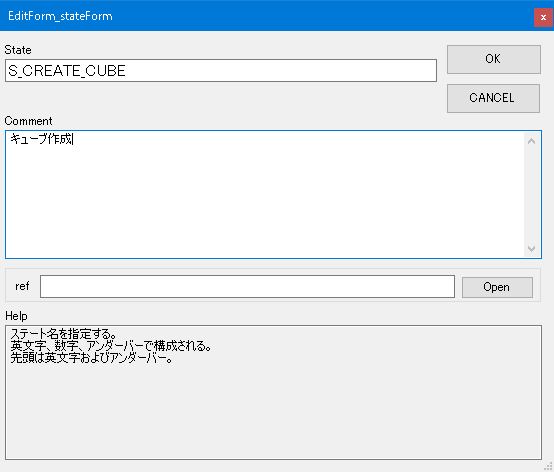 EditForm_stateForm
x
State
S_CREATE_CUBE
OK
CANCEL
Comment
キューブ作成
ref
Open
Help
ステート名を指定する。
英文字、数字、アンダーバーで構成される。
先頭は英文字およびアンダーバー。